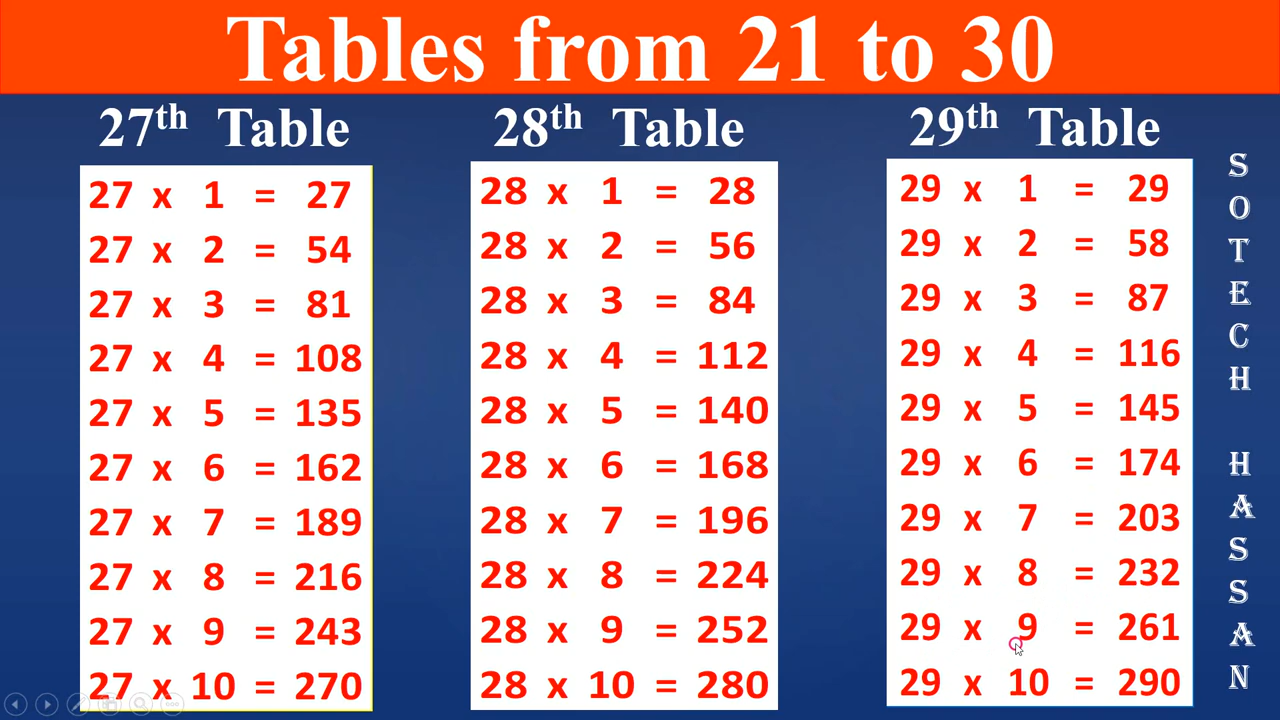 Tables from 21 to 30
27th Table
27 x 1 = 27
27 x 2 = 54
27 x 3 = 81
27 x 4 = 108
27 x 5 = 135
27 x 6 = 162
27 x 7 = 189
27 x 8 = 216
27 x 9 = 243
27 x 10 = 270
28th Table
28 x 1 = 28
28 x 2 = 56
28 x 3 = 84
28 x 4 = 112
28 x 5 = 140
28 x 6 = 168
28 x 7 = 196
28 x 8 = 224
28 x 9 = 252
28 x 10 = 280
29th Table
29 x 1 = 29
29 x 2 = 58
29 x 3 = 87
29 x 4 = 116
29 x 5 = 145
29 x 6 = 174
29 x 7 = 203
29 x 8 = 232
29 x 9 = 261
29 x 10 = 290
SOTECH HASSAN